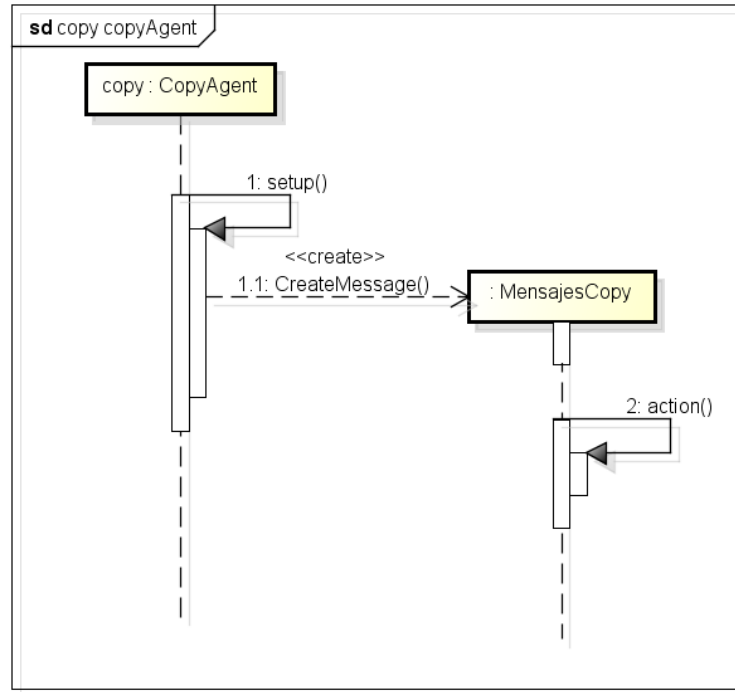 sd copy copyAgent
copy : CopyAgent
1: setup()
<<create>>
1.1: CreateMessage()
: MensajesCopy
2: action()